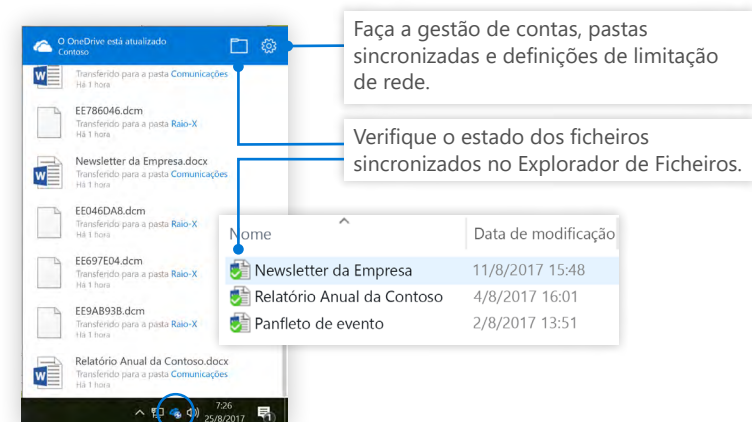 O OneDrive está atualizado
Contoso
Transferido para a pasta Comunicações
Há 1 hora
EE786046.dcm
Transferido para a pasta Raio-X
Há 1 hora
Newsletter da Empresa.docx
Transferido para a pasta Comunicações
Há 1 hora
EE046DA8.dcm
Transferido para a pasta Raio-X
Há 1 hora
EE697E04.dcm
Transferido para a pasta Raio-X
Há 1 hora
EE9AB93B.dcm
Transferido para a pasta Raio-X
Há 1 hora
Relatório Anual da Contoso.docx
Transferido para a pasta Comunicações
Há 1 hora
7:26
25/8/2017
1
Faça a gestão de contas, pastas
sincronizadas e definições de limitação
de rede.
Verifique o estado dos ficheiros
sincronizados no Explorador de Ficheiros.
Nome Data de modificação
Newsletter da Empresa 11/8/2017 15:48
Relatório Anual da Contoso 4/8/2017 16:01
Panfleto de evento 2/8/2017 13:51